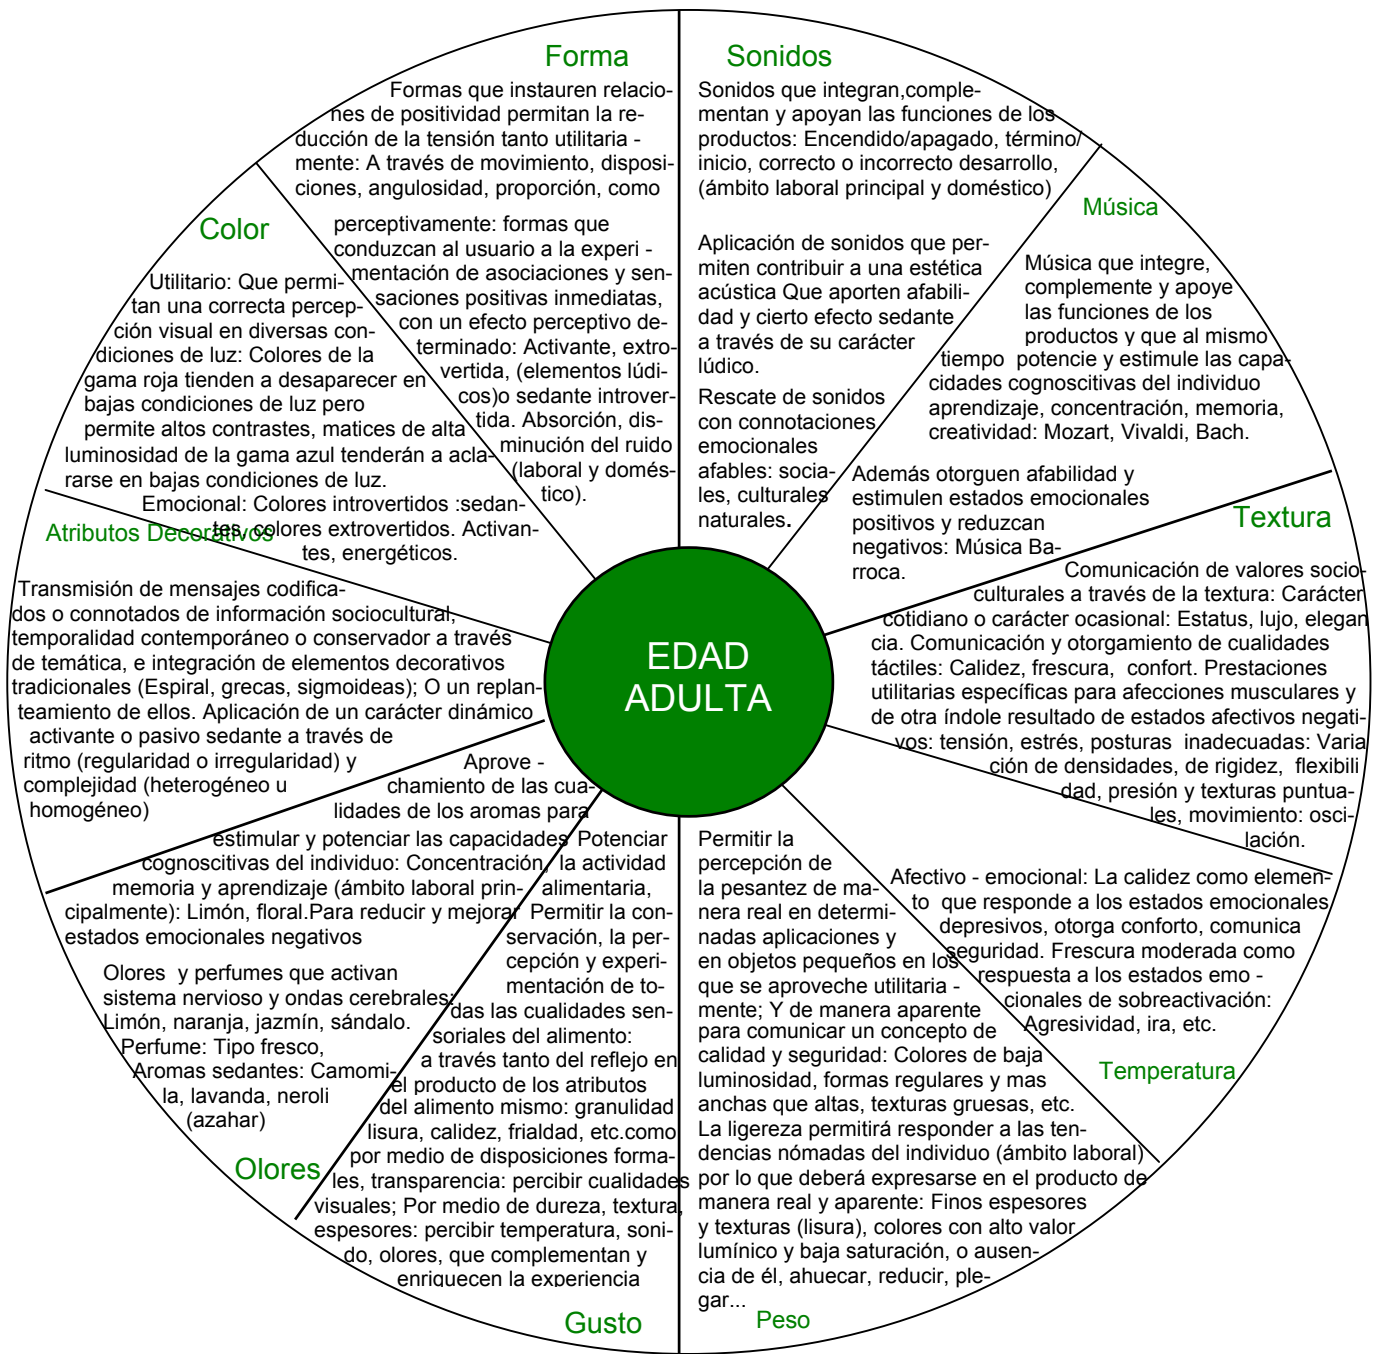 Forma
Formas que instauren relacio-
nes de positividad permitan la re-
ducción de la tensión tanto utilitaria -
mente: A través de movimiento, disposi-
ciones, angulosidad, proporción, como
perceptivamente: formas que
conduzcan al usuario a la experi -
mentación de asociaciones y sen-
saciones positivas inmediatas,
con un efecto perceptivo de-
terminado: Activante, extro-
vertida, (elementos lúdi-
cos)o sedante introver-
tida. Absorción, dis-
minución del ruido
(laboral y domés-
tico).
Sonidos
Sonidos que integran,comple-
mentan y apoyan las funciones de los
productos: Encendido/apagado, término/
inicio, correcto o incorrecto desarrollo,
(ámbito laboral principal y doméstico)
Aplicación de sonidos que per-
miten contribuir a una estética
acústica Que aporten afabili-
dad y cierto efecto sedante
a través de su carácter
lúdico.
Rescate de sonidos
con connotaciones
emocionales
afables: socia-
les, culturales
naturales.
Música
Música que integre,
complemente y apoye
las funciones de los
productos y que al mismo
tiempo  potencie y estimule las capa-
cidades cognoscitivas del individuo
aprendizaje, concentración, memoria,
creatividad: Mozart, Vivaldi, Bach.
Además otorguen afabilidad y
estimulen estados emocionales
positivos y reduzcan
negativos: Música Ba-
rroca.
Textura
Comunicación de valores socio-
culturales a través de la textura: Carácter
cotidiano o carácter ocasional: Estatus, lujo, elegan
cia. Comunicación y otorgamiento de cualidades
táctiles: Calidez, frescura,  confort. Prestaciones
utilitarias específicas para afecciones musculares y
de otra índole resultado de estados afectivos negati-
vos: tensión, estrés, posturas  inadecuadas: Varia
ción de densidades, de rigidez,  flexibili
dad, presión y texturas puntua-
les, movimiento: osci-
lación.
Afectivo - emocional: La calidez como elemen-
to  que responde a los estados emocionales
depresivos, otorga conforto, comunica
seguridad. Frescura moderada como
respuesta a los estados emo -
cionales de sobreactivación:
Agresividad, ira, etc.
Temperatura
Permitir la
percepción de
la pesantez de ma-
nera real en determi-
nadas aplicaciones y
en objetos pequeños en los
que se aproveche utilitaria -
mente; Y de manera aparente
para comunicar un concepto de
calidad y seguridad: Colores de baja
luminosidad, formas regulares y mas
anchas que altas, texturas gruesas, etc.
La ligereza permitirá responder a las ten-
dencias nómadas del individuo (ámbito laboral)
por lo que deberá expresarse en el producto de
manera real y aparente: Finos espesores
y texturas (lisura), colores con alto valor
lumínico y baja saturación, o ausen-
cia de él, ahuecar, reducir, ple-
gar...
Peso
Potenciar
la actividad
alimentaria,
Permitir la con-
servación, la per-
cepción y experi-
mentación de to-
das las cualidades sen-
soriales del alimento:
a través tanto del reflejo en
el producto de los atributos
del alimento mismo: granulidad
lisura, calidez, frialdad, etc.como
por medio de disposiciones forma-
les, transparencia: percibir cualidades
visuales; Por medio de dureza, textura,
espesores: percibir temperatura, soni-
do, olores, que complementan y
enriquecen la experiencia
Gusto
Aprove -
chamiento de las cua-
lidades de los aromas para
estimular y potenciar las capacidades
cognoscitivas del individuo: Concentración,
memoria y aprendizaje (ámbito laboral prin-
cipalmente): Limón, floral.Para reducir y mejorar
estados emocionales negativos
Olores  y perfumes que activan
sistema nervioso y ondas cerebrales:
Limón, naranja, jazmín, sándalo.
Perfume: Tipo fresco,
Aromas sedantes: Camomi-
la, lavanda, neroli
(azahar)
Olores
Atributos Decorativos
Transmisión de mensajes codifica-
dos o connotados de información sociocultural,
temporalidad contemporáneo o conservador a través
de temática, e integración de elementos decorativos
tradicionales (Espiral, grecas, sigmoideas); O un replan-
teamiento de ellos. Aplicación de un carácter dinámico
activante o pasivo sedante a través de
ritmo (regularidad o irregularidad) y
complejidad (heterogéneo u
homogéneo)
Color
Utilitario: Que permi-
tan una correcta percep-
ción visual en diversas con-
diciones de luz: Colores de la
gama roja tienden a desaparecer en
bajas condiciones de luz pero
permite altos contrastes, matices de alta
luminosidad de la gama azul tenderán a acla-
rarse en bajas condiciones de luz.
Emocional: Colores introvertidos :sedan-
tes, colores extrovertidos. Activan-
tes, energéticos.
EDAD
ADULTA